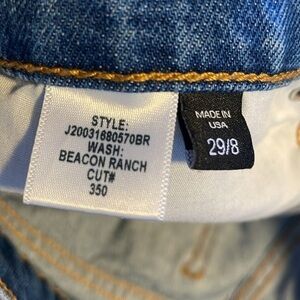 STYLE:
J20031680570BR
WASH:
BEACON RANCH
CUT#
350
MADE IN
USA
29/8